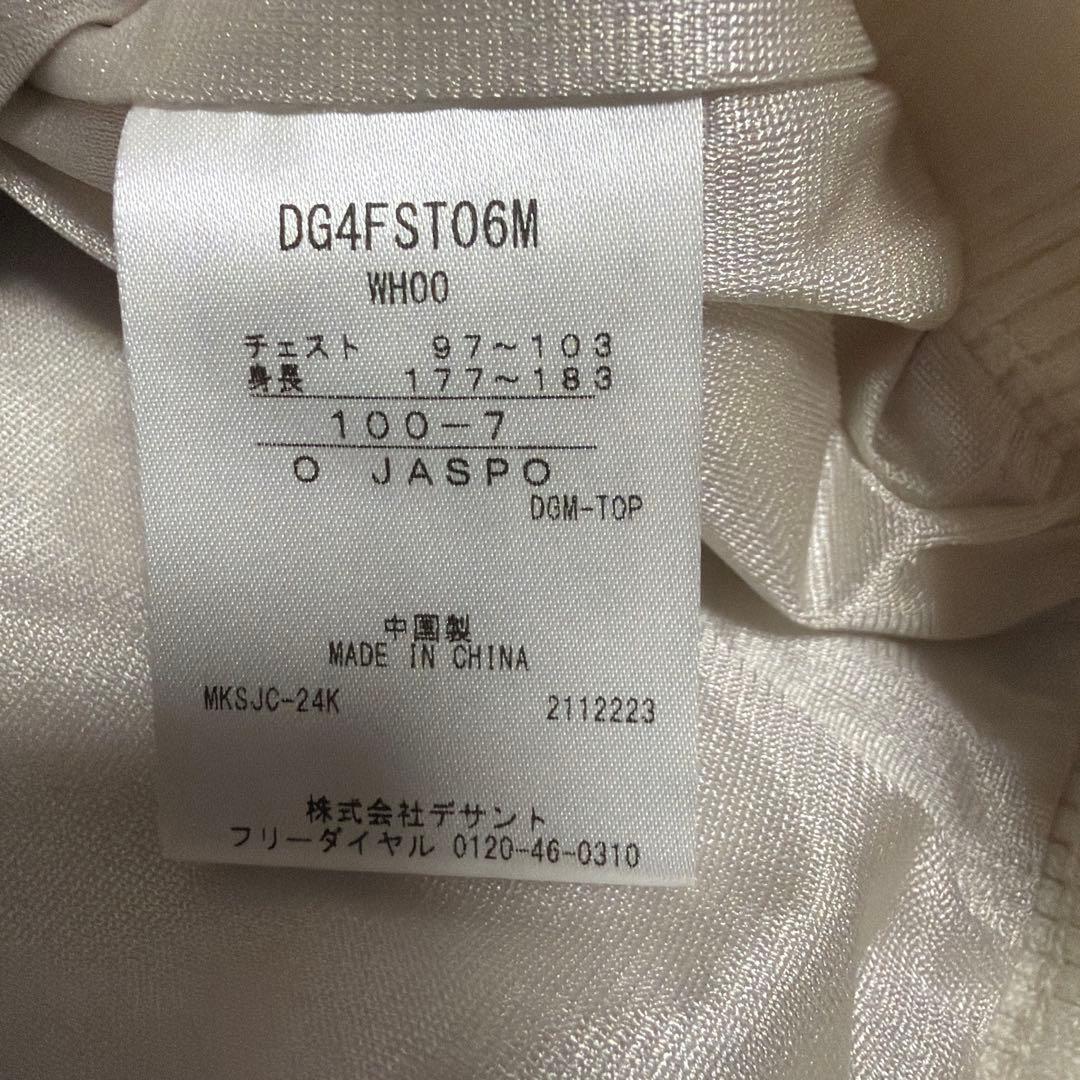 DG4FST06M
WH00
チェスト 97～103
身長 177～183
100-7
O JASPO
DGM-TOP
中国製
MADE IN CHINA
MKSJC-24K 2112223
株式会社デサント
フリーダイヤル 0120-46-0310